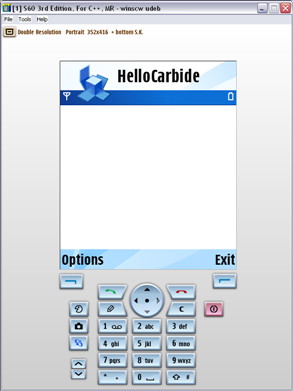 [1] S60 3rd Edition, For C++, MR - winscw udeb
File Tools Help
Double Resolution Portrait 352x416 + bottom S.K.
HelloCarbide
Options Exit
C
1 2 abc 3 def
4 ghi 5 jkl 6 mno
7 pqrs 8 tuv 9 wxyz
* + 0 #